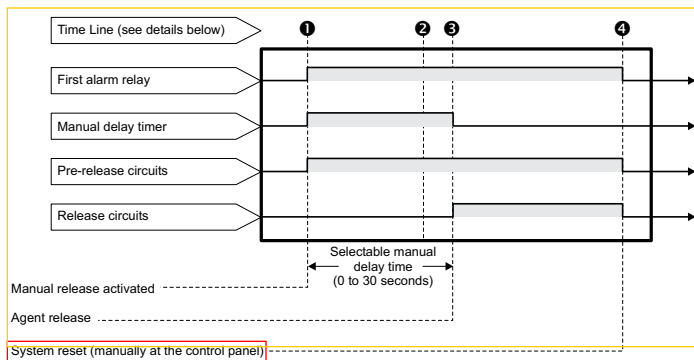 Time Line (see details below)
❶ ❷ ❸ ❹
First alarm relay
Manual delay timer
Pre-release circuits
Release circuits
Selectable manual
delay time
(0 to 30 seconds)
Manual release activated
Agent release
System reset (manually at the control panel)